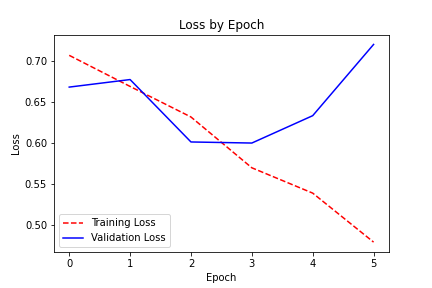 Loss by Epoch
0.70
0.65
0.60
0.55
0.50
Loss
Training Loss
Validation Loss
0 1 2 3 4 5
Epoch